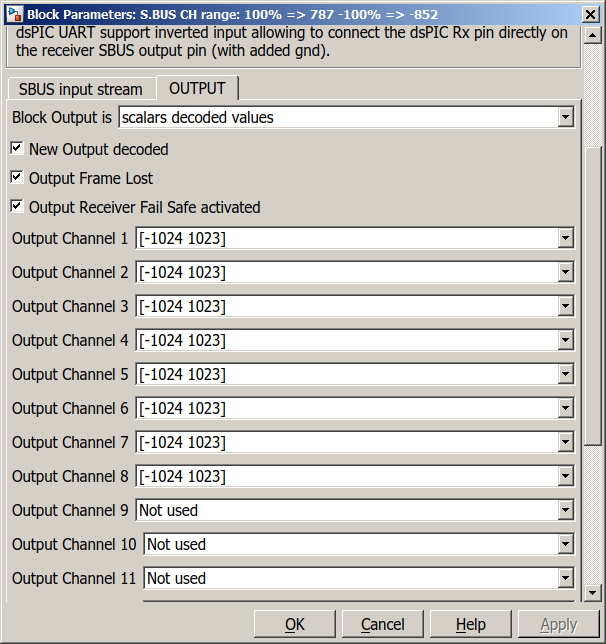 Block Parameters: S.BUS CH range: 100% => 787 -100% => -852
dsPIC UART support inverted input allowing to connect the dsPIC Rx pin directly on
the receiver SBUS output pin (with added gnd).
SBUS input stream OUTPUT
Block Output is scalars decoded values
New Output decoded
Output Frame Lost
Output Receiver Fail Safe activated
Output Channel 1 [-1024 1023]
Output Channel 2 [-1024 1023]
Output Channel 3 [-1024 1023]
Output Channel 4 [-1024 1023]
Output Channel 5 [-1024 1023]
Output Channel 6 [-1024 1023]
Output Channel 7 [-1024 1023]
Output Channel 8 [-1024 1023]
Output Channel 9 Not used
Output Channel 10 Not used
Output Channel 11 Not used
OK Cancel Help Apply